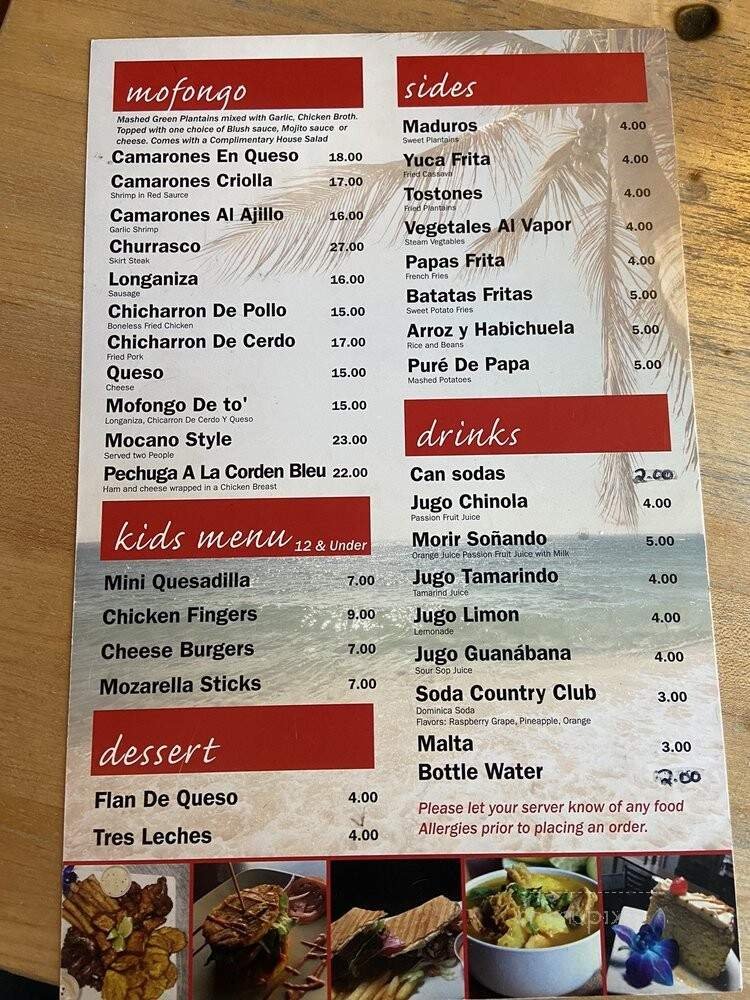 mofongo
Mashed Green Plantains mixed with Garlic, Chicken Broth.
Topped with one choice of Blush sauce, Mojito sauce or
cheese. Comes with a Complimentary House Salad
Camarones En Queso 18.00
Camarones Criolla 17.00
Shrimp in Red Saurce
Camarones Al Ajillo 16.00
Garlic Shrimp
Churrasco 27.00
Skirt Steak
Longaniza 16.00
Sausage
Chicharron De Pollo 15.00
Boneless Fried Chicken
Chicharron De Cerdo 17.00
Fried Pork
Queso 15.00
Cheese
Mofongo De to' 15.00
Longaniza, Chicarron De Cerdo Y Queso
Mocano Style 23.00
Served two People
Pechuga A La Corden Bleu 22.00
Ham and cheese wrapped in a Chicken Breast
kids menu 12 & Under
Mini Quesadilla 7.00
Chicken Fingers 9.00
Cheese Burgers 7.00
Mozarella Sticks 7.00
dessert
Flan De Queso 4.00
Tres Leches 4.00
sides
Maduros 4.00
Sweet Plantains
Yuca Frita 4.00
Fried Cassava
Tostones 4.00
Fried Plantains
Vegetales Al Vapor 4.00
Steam Vegtables
Papas Frita 4.00
French Fries
Batatas Fritas 5.00
Sweet Potato Fries
Arroz y Habichuela 5.00
Rice and Beans
Puré De Papa 5.00
Mashed Potatoes
drinks
Can sodas 2.00
Jugo Chinola 4.00
Passion Fruit Juice
Morir Soñando 5.00
Orange Juice Passion Fruit Juice with Milk
Jugo Tamarindo 4.00
Tamarind Juice
Jugo Limon 4.00
Lemonade
Jugo Guanábana 4.00
Sour Sop Juice
Soda Country Club 3.00
Dominica Soda
Flavors: Raspberry Grape, Pineapple, Orange
Malta 3.00
Bottle Water 2.00
Please let your server know of any food
Allergies prior to placing an order.